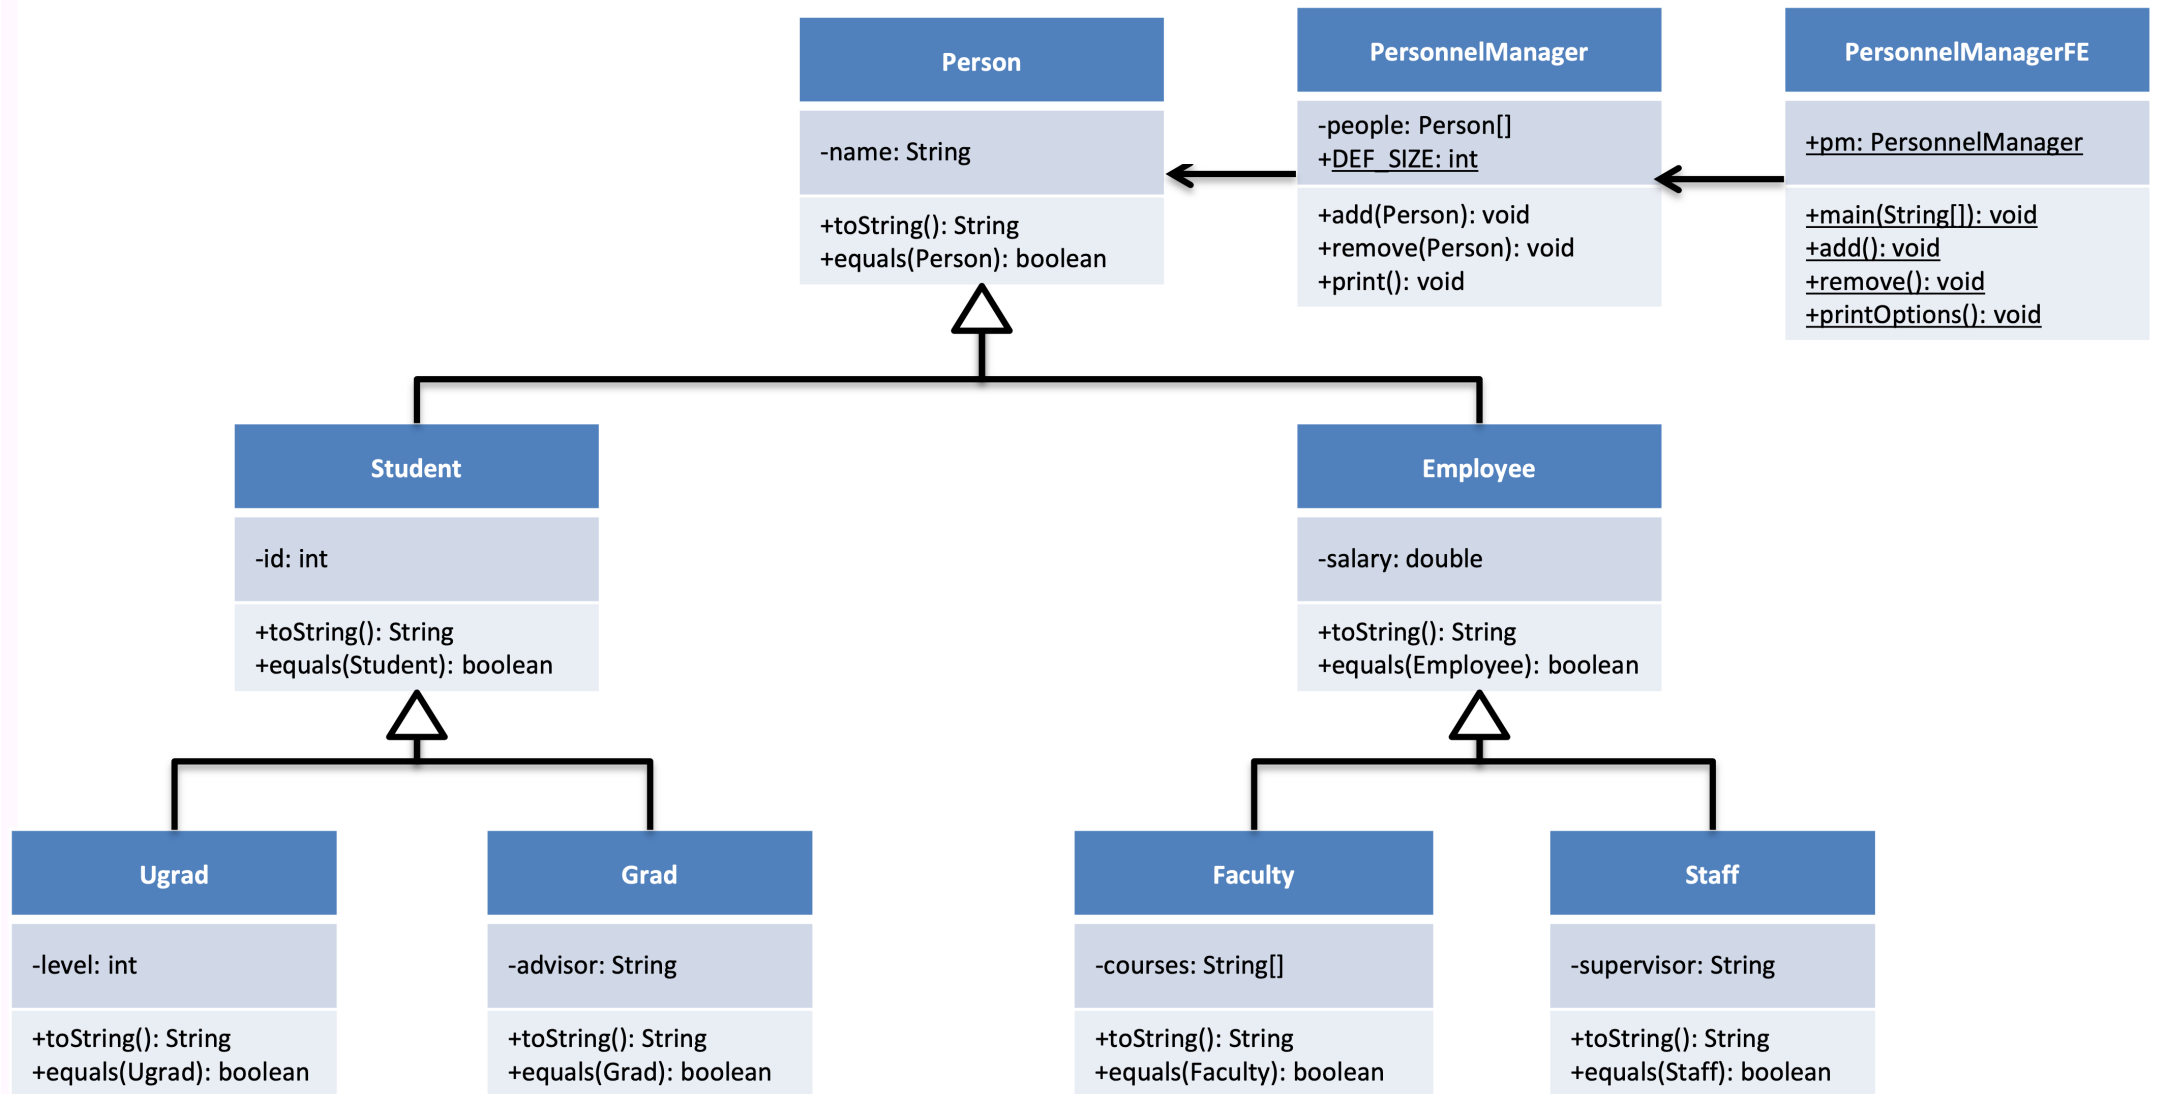 Person
-name: String
+toString(): String
+equals(Person): boolean
PersonnelManager
-people: Person[]
+DEF_SIZE: int
+add(Person): void
+remove(Person): void
+print(): void
PersonnelManagerFE
+pm: PersonnelManager
+main(String[]): void
+add(): void
+remove(): void
+printOptions(): void
Student
-id: int
+toString(): String
+equals(Student): boolean
Employee
-salary: double
+toString(): String
+equals(Employee): boolean
Ugrad
-level: int
+toString(): String
+equals(Ugrad): boolean
Grad
-advisor: String
+toString(): String
+equals(Grad): boolean
Faculty
-courses: String[]
+toString(): String
+equals(Faculty): boolean
Staff
-supervisor: String
+toString(): String
+equals(Staff): boolean